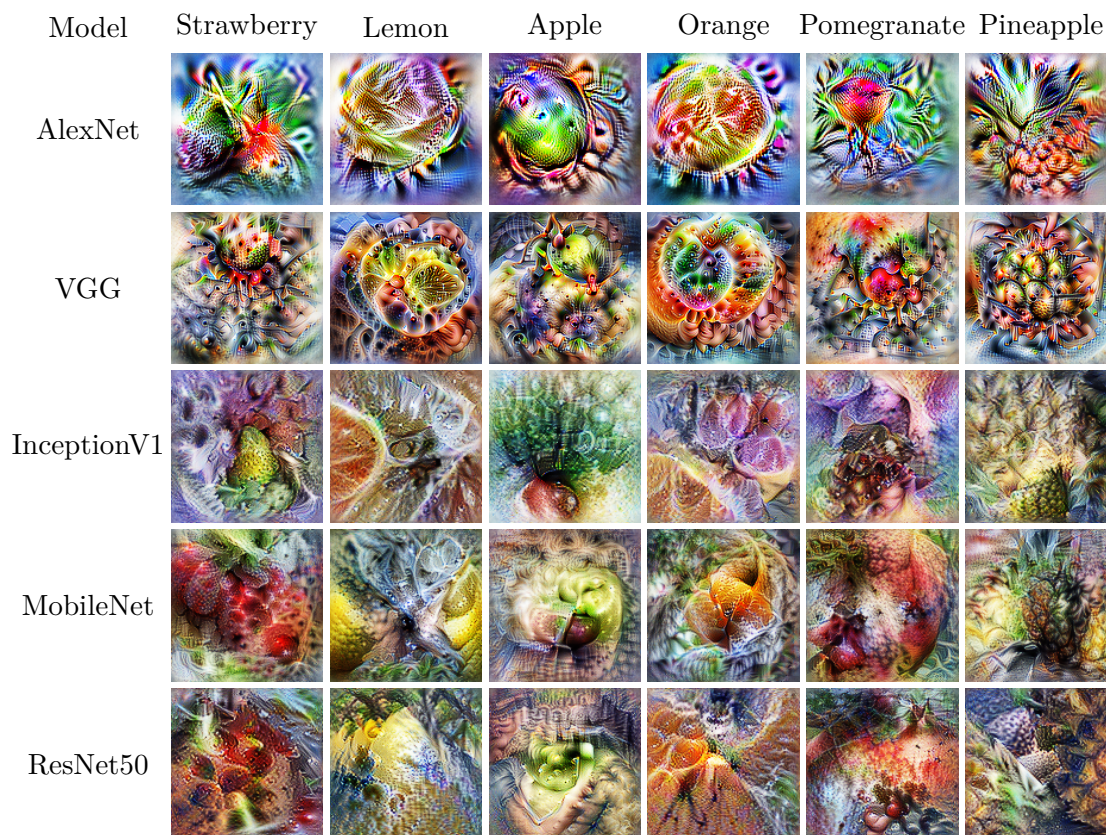 Model Strawberry Lemon Apple Orange Pomegranate Pineapple
AlexNet
VGG
InceptionV1
MobileNet
ResNet50